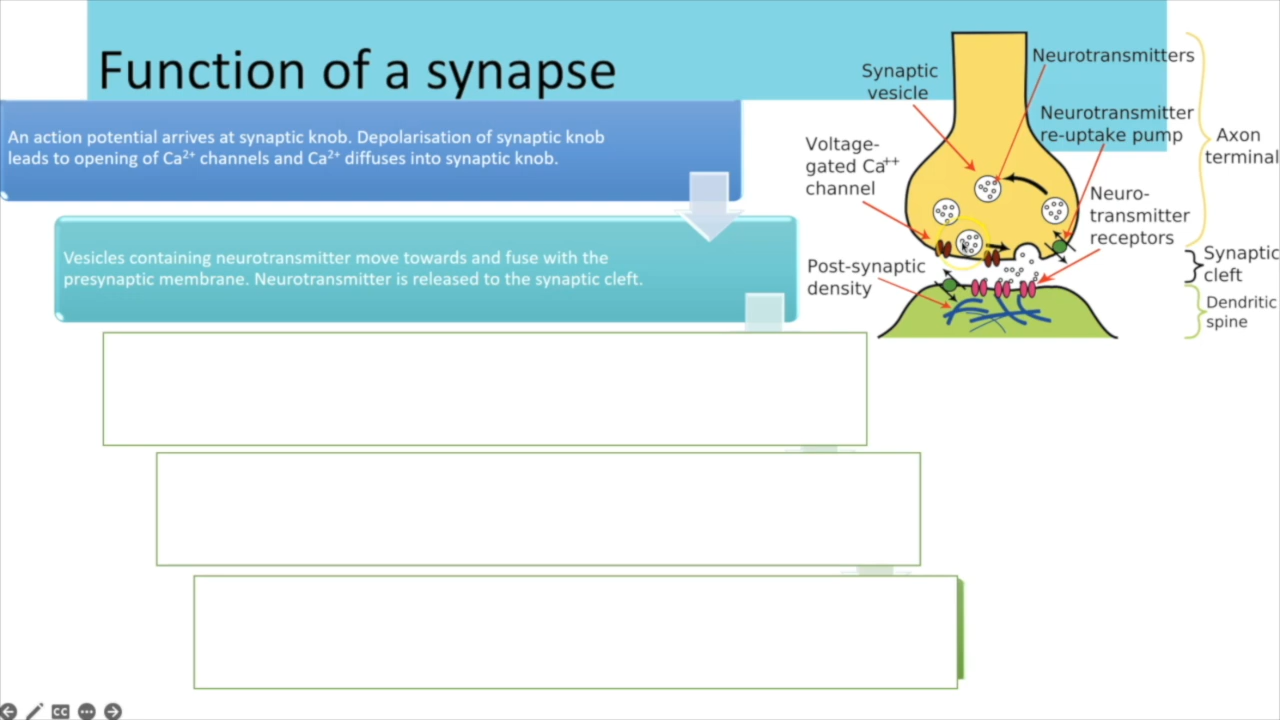 Function of a synapse
An action potential arrives at synaptic knob. Depolarisation of synaptic knob
leads to opening of Ca²⁺ channels and Ca²⁺ diffuses into synaptic knob.
Vesicles containing neurotransmitter move towards and fuse with the
presynaptic membrane. Neurotransmitter is released to the synaptic cleft.
Neurotransmitters
Synaptic
vesicle
Neurotransmitter
re-uptake pump
Axon
terminal
Voltage-
gated Ca⁺⁺
channel
Neuro-
transmitter
receptors
Post-synaptic
density
Synaptic
cleft
Dendritic
spine
CC